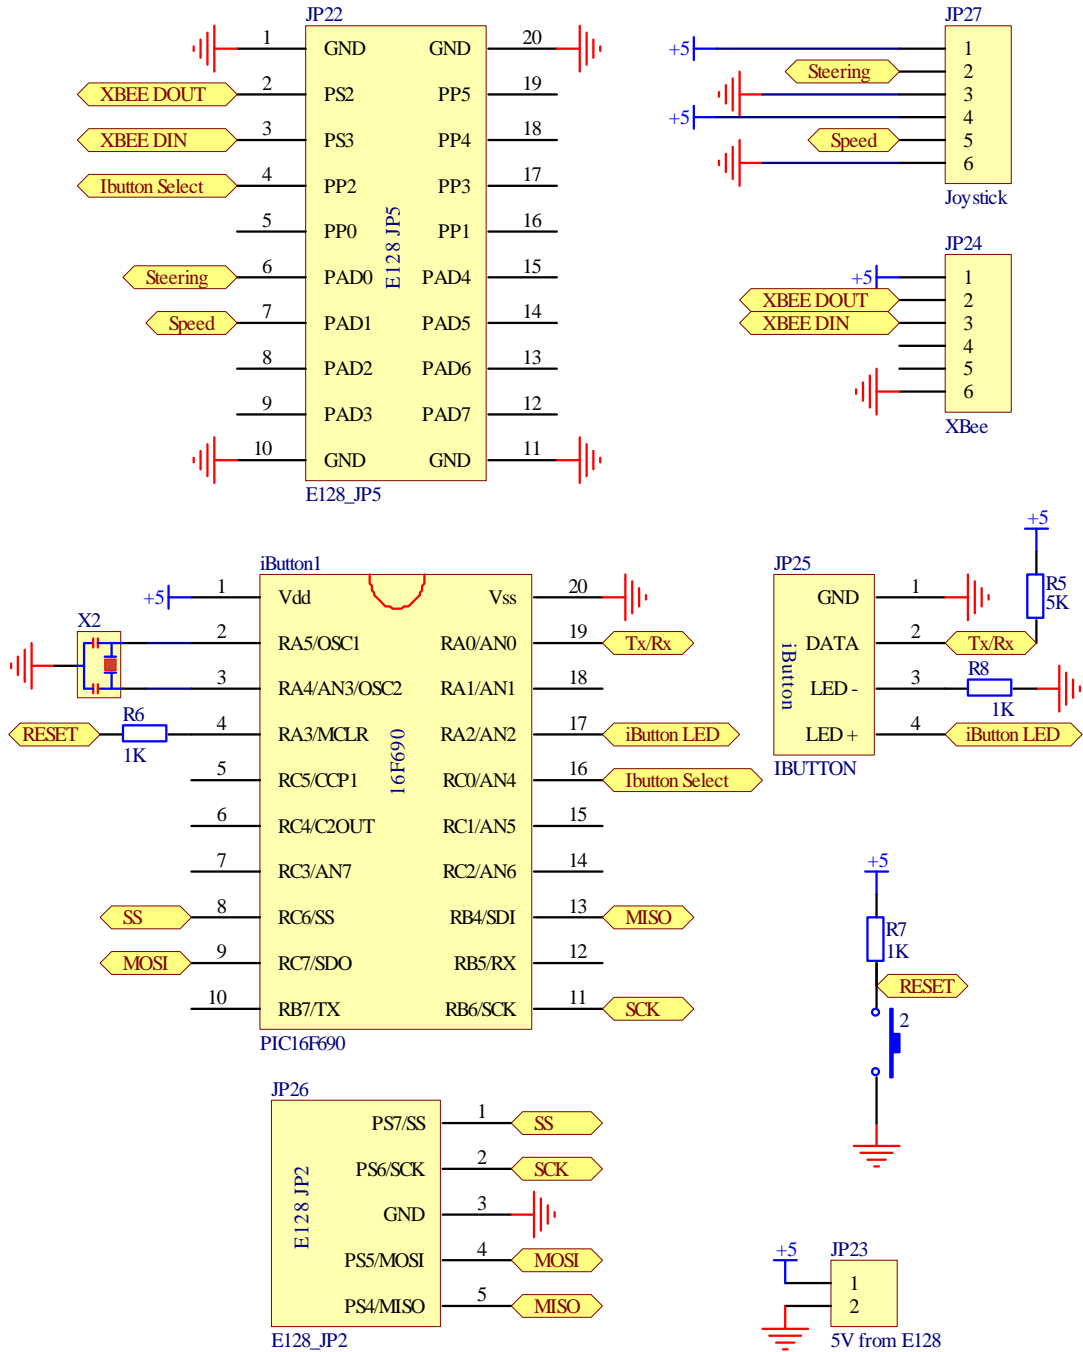 JP22
1 GND GND 20
XBEE DOUT 2 PS2 PP5 19
XBEE DIN 3 PS3 PP4 18
Ibutton Select 4 PP2 PP3 17
5 PP0 PP1 16
Steering 6 PAD0 PAD4 15
Speed 7 PAD1 PAD5 14
8 PAD2 PAD6 13
9 PAD3 PAD7 12
10 GND GND 11
E128 JP5
E128_JP5
JP27
+5 1
Steering 2
3
+5 4
Speed 5
6
Joystick
JP24
+5 1
XBEE DOUT 2
XBEE DIN 3
4
5
6
XBee
iButton1
+5 1 Vdd Vss 20
X2
2 RA5/OSC1 RA0/AN0 19 Tx/Rx
3 RA4/AN3/OSC2 RA1/AN1 18
RESET R6 1K 4 RA3/MCLR RA2/AN2 17 iButton LED
5 RC5/CCP1 RC0/AN4 16 Ibutton Select
6 RC4/C2OUT RC1/AN5 15
7 RC3/AN7 RC2/AN6 14
SS 8 RC6/SS RB4/SDI 13 MISO
MOSI 9 RC7/SDO RB5/RX 12
10 RB7/TX RB6/SCK 11 SCK
16F690
PIC16F690
JP25
+5
R5
5K
GND 1
DATA 2 Tx/Rx
LED - 3 R8 1K
LED + 4 iButton LED
iButton
IBUTTON
+5
R7
1K
RESET
2
JP26
PS7/SS 1 SS
PS6/SCK 2 SCK
GND 3
PS5/MOSI 4 MOSI
PS4/MISO 5 MISO
E128 JP2
E128_JP2
JP23
+5 1
2
5V from E128